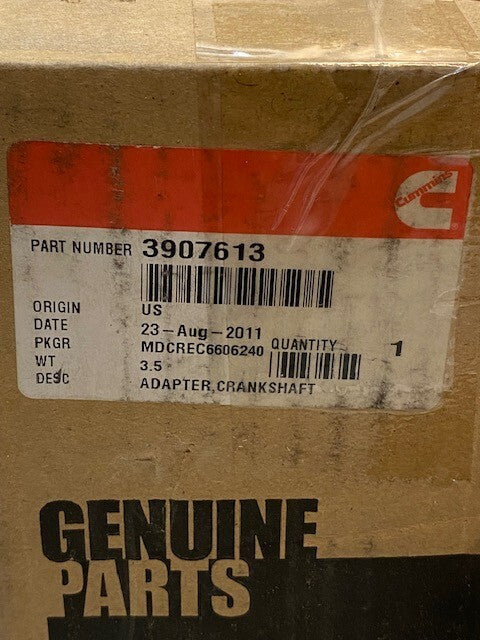 Cummins
PART NUMBER 3907613
ORIGIN US
DATE 23-Aug-2011
PKGR MDCREC6606240 QUANTITY 1
WT 3.5
DESC ADAPTER,CRANKSHAFT
GENUINE
PARTS